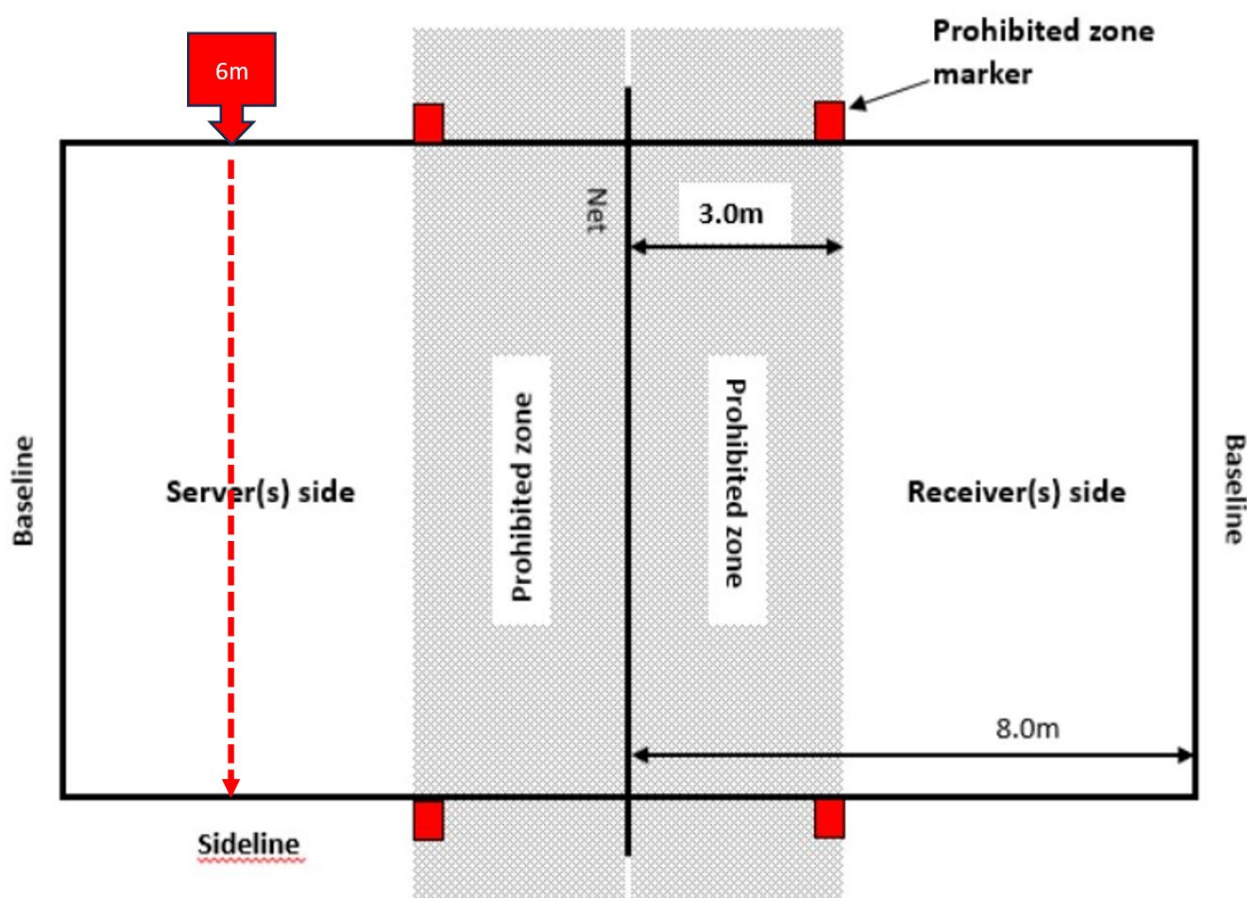 6m
Prohibited zone
marker
Net
3.0m
Prohibited zone
Prohibited zone
Baseline
Server(s) side
Receiver(s) side
Baseline
8.0m
Sideline